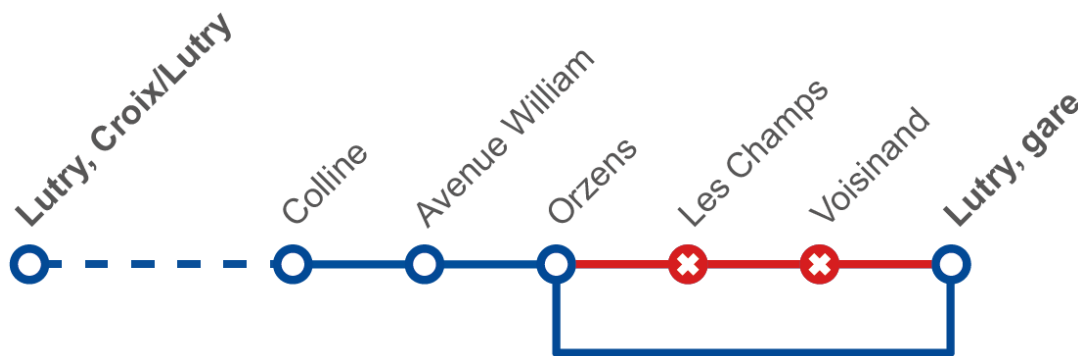 Lutry, Croix/Lutry
Colline
Avenue William
Orzens
Les Champs
Voisinand
Lutry, gare